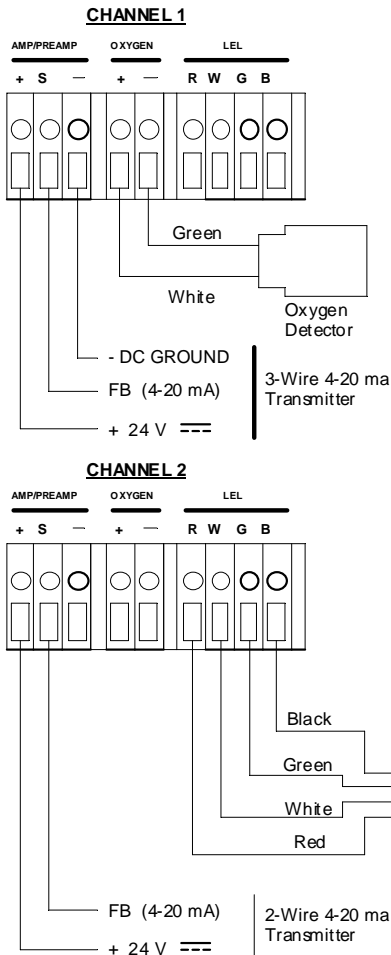 CHANNEL 1
AMP/PREAMP OXYGEN LEL
+ S — + — R W G B
Green
White
Oxygen
Detector
- DC GROUND
FB (4-20 mA)
+ 24 V
3-Wire 4-20 ma
Transmitter
CHANNEL 2
AMP/PREAMP OXYGEN LEL
+ S — + — R W G B
Black
Green
White
Red
FB (4-20 mA)
+ 24 V
2-Wire 4-20 ma
Transmitter